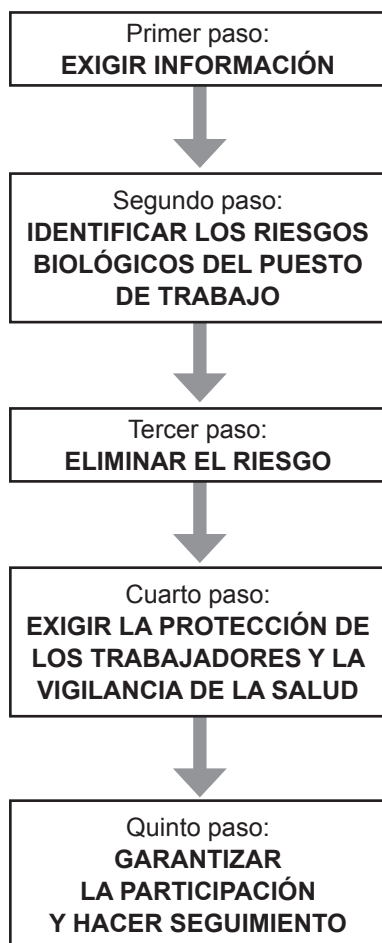 Primer paso:
EXIGIR INFORMACIÓN
Segundo paso:
IDENTIFICAR LOS RIESGOS
BIOLÓGICOS DEL PUESTO
DE TRABAJO
Tercer paso:
ELIMINAR EL RIESGO
Cuarto paso:
EXIGIR LA PROTECCIÓN DE
LOS TRABAJADORES Y LA
VIGILANCIA DE LA SALUD
Quinto paso:
GARANTIZAR
LA PARTICIPACIÓN
Y HACER SEGUIMIENTO